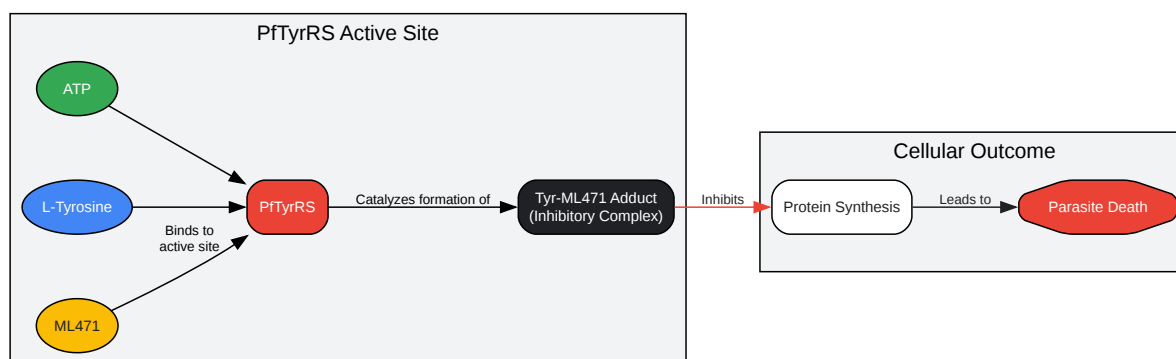 PfTyrRS Active Site
ATP
L-Tyrosine
ML471
Binds to
active site
PfTyrRS
Catalyzes formation of
Tyr-ML471 Adduct
(Inhibitory Complex)
Inhibits
Cellular Outcome
Protein Synthesis
Leads to
Parasite Death